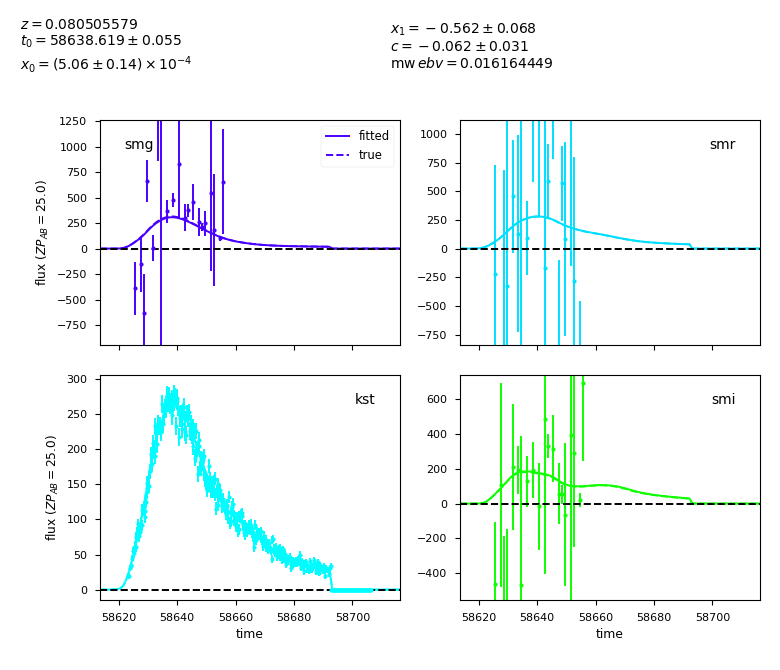 z = 0.080505579
t₀ = 58638.619 ± 0.055
x₀ = (5.06 ± 0.14) × 10⁻⁴
x₁ = −0.562 ± 0.068
c = −0.062 ± 0.031
mw ebv = 0.016164449
smg
fitted
true
1250
1000
750
500
250
0
−250
−500
−750
flux (ZP_AB = 25.0)
smr
1000
750
500
250
0
−250
−500
−750
kst
300
250
200
150
100
50
0
flux (ZP_AB = 25.0)
58620 58640 58660 58680 58700
time
smi
600
400
200
0
−200
−400
58620 58640 58660 58680 58700
time